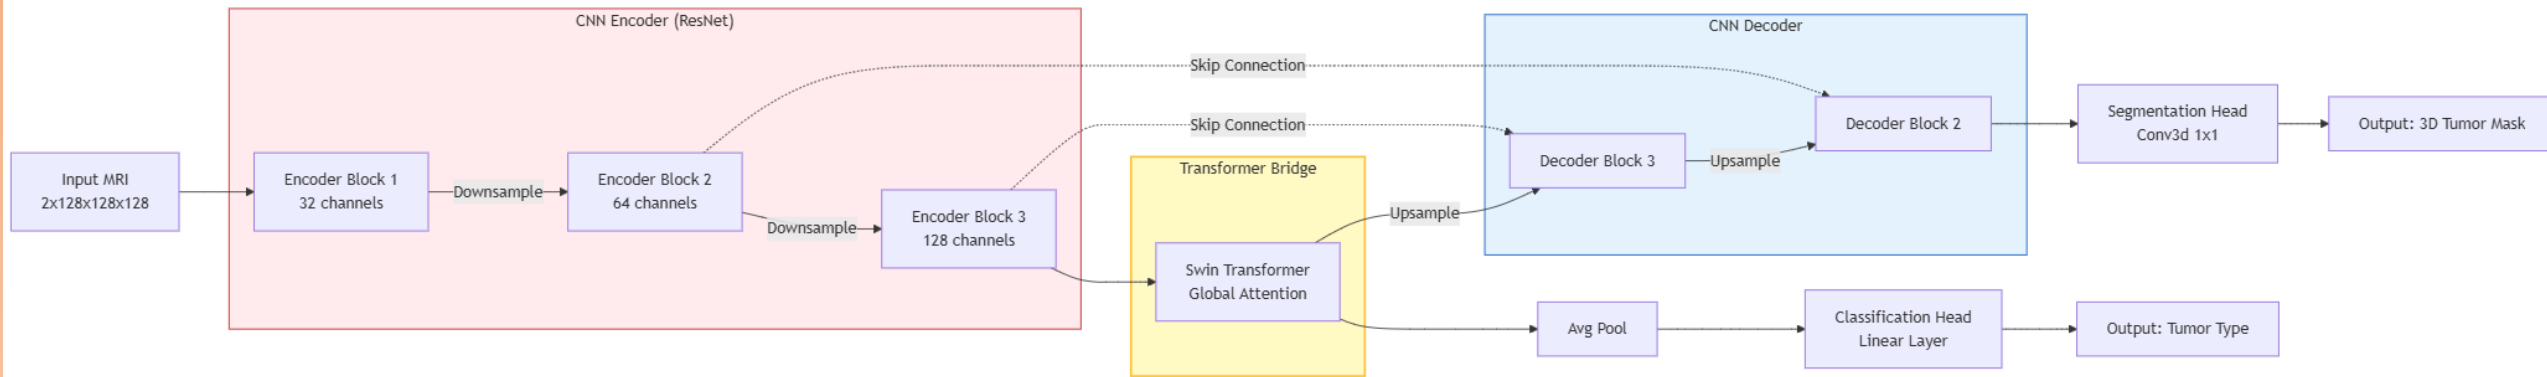 CNN Encoder (ResNet)
CNN Decoder
Skip Connection
Skip Connection
Input MRI
2x128x128x128
Encoder Block 1
32 channels
Downsample
Encoder Block 2
64 channels
Downsample
Encoder Block 3
128 channels
Transformer Bridge
Swin Transformer
Global Attention
Upsample
Decoder Block 3
Upsample
Decoder Block 2
Segmentation Head
Conv3d 1x1
Output: 3D Tumor Mask
Avg Pool
Classification Head
Linear Layer
Output: Tumor Type